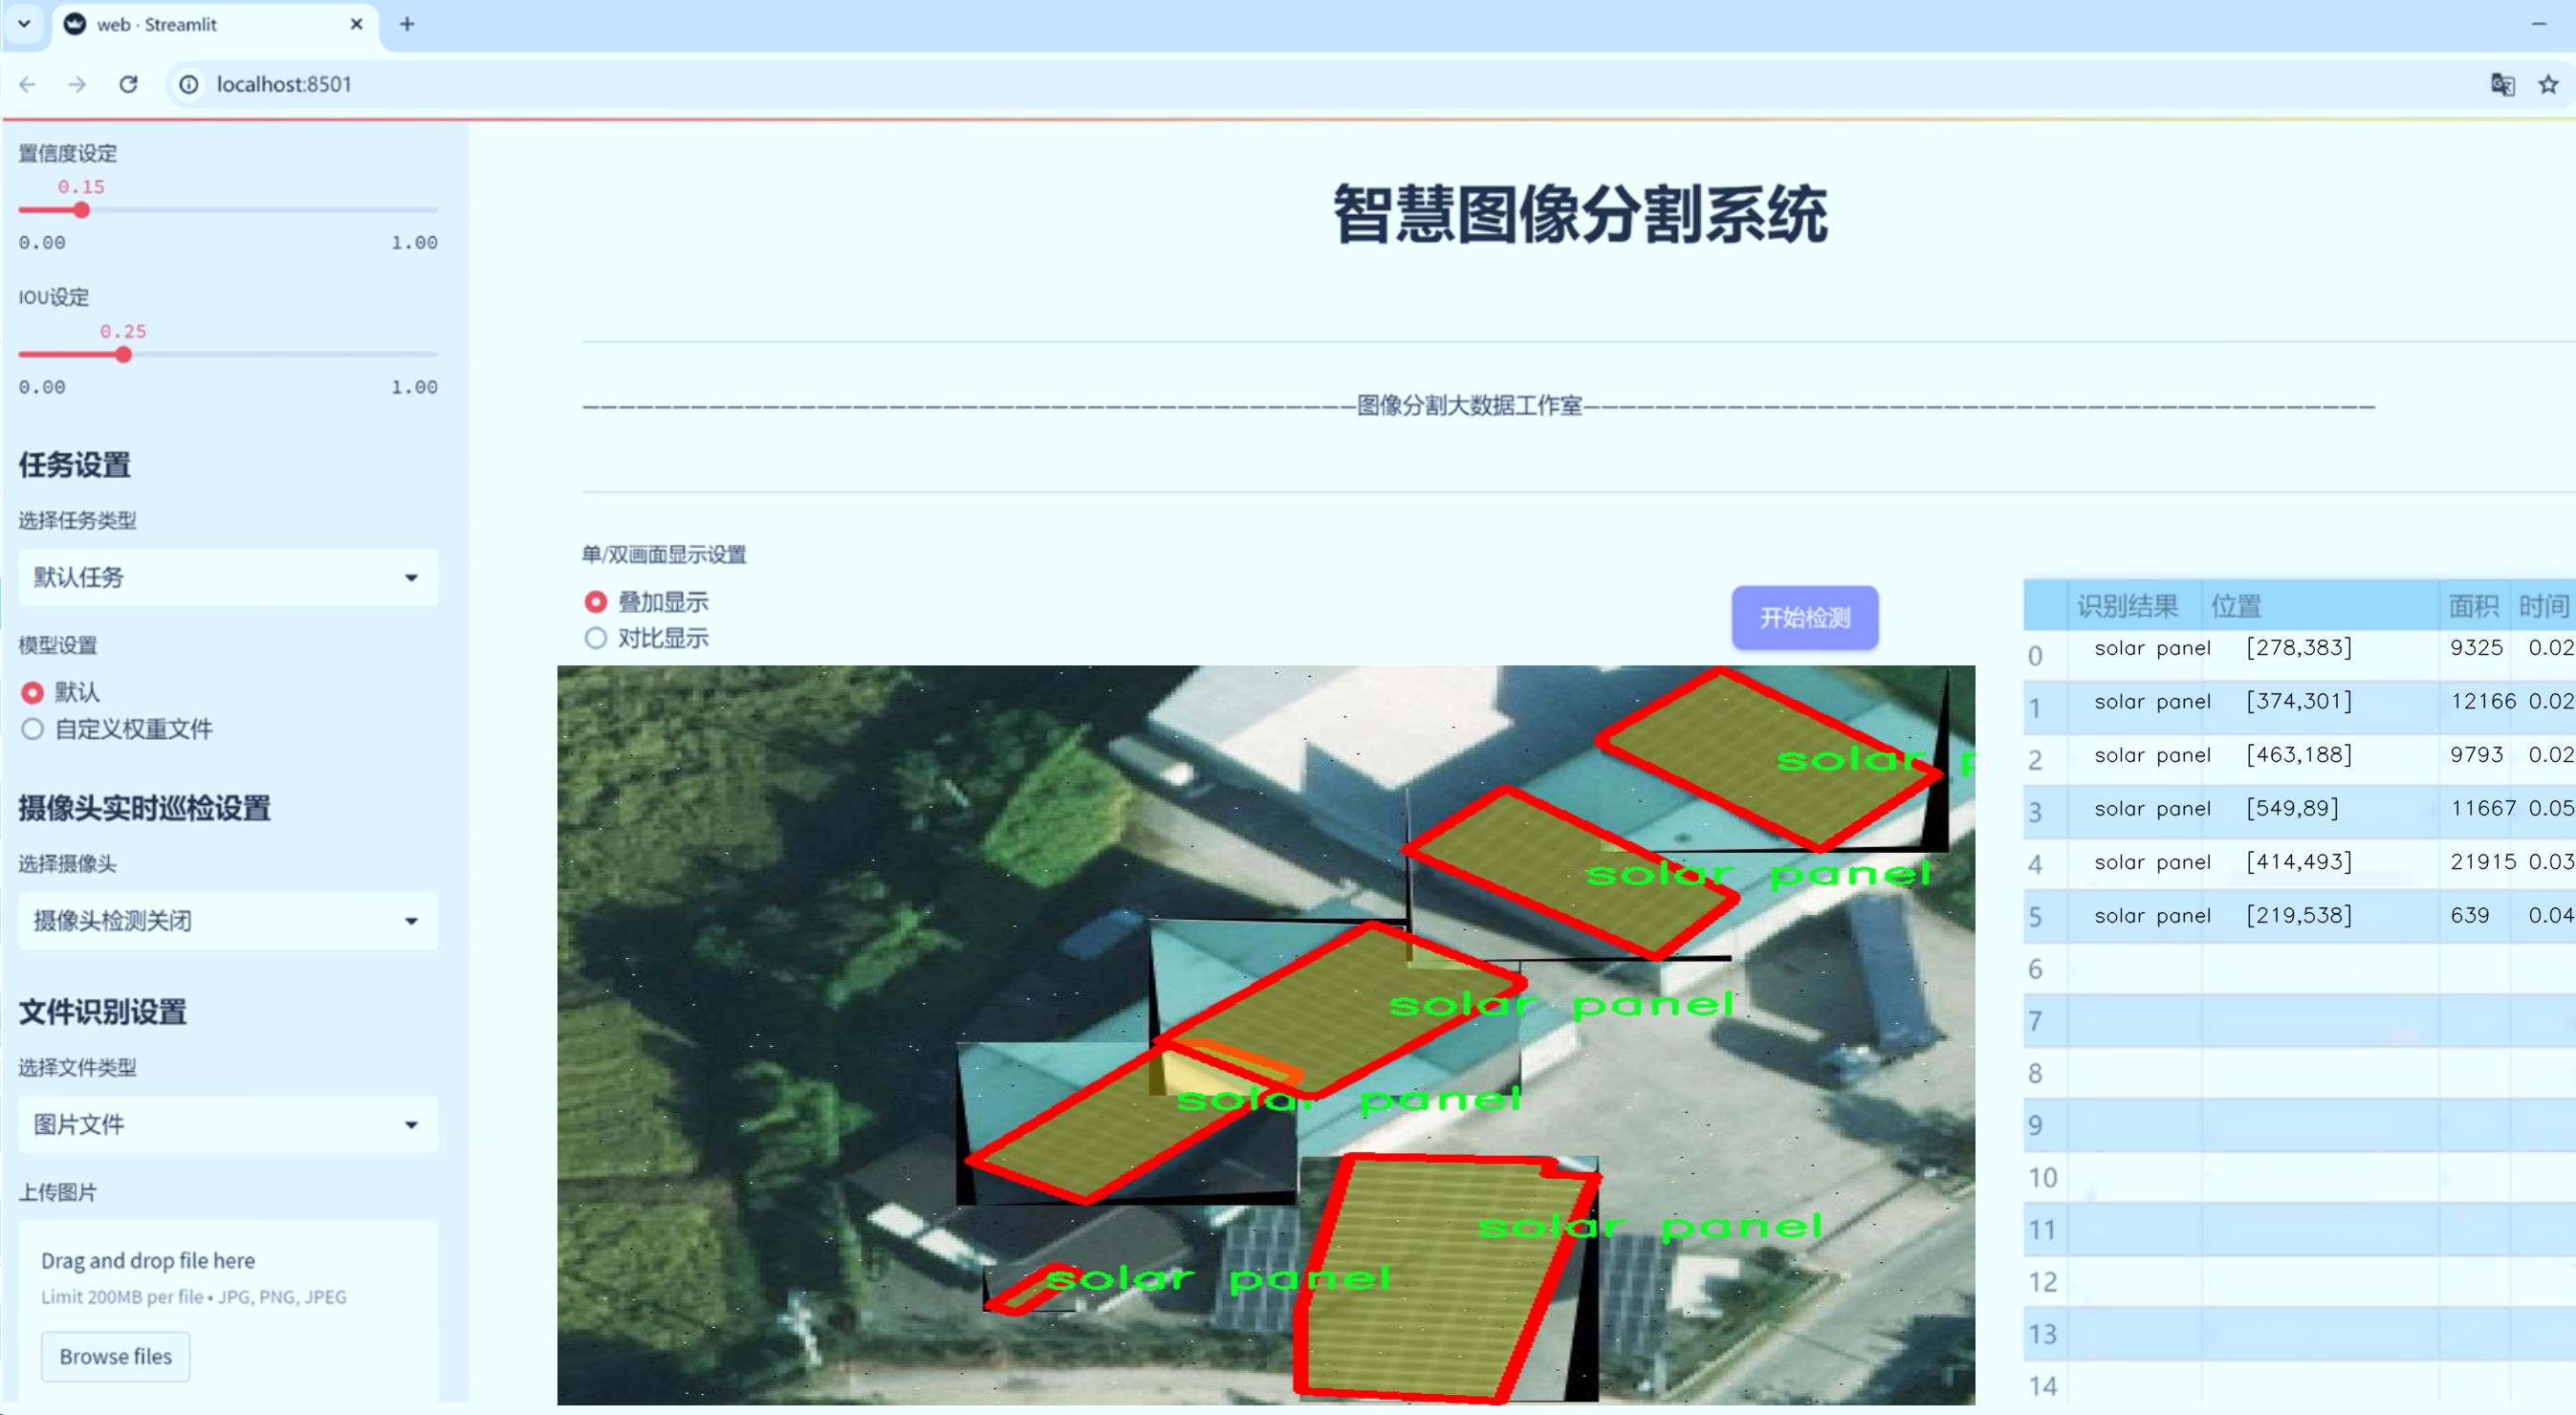 web · Streamlit
localhost:8501
置信度设定
0.15
0.00 1.00
IOU设定
0.25
0.00 1.00
任务设置
选择任务类型
默认任务
模型设置
默认
自定义权重文件
摄像头实时巡检设置
选择摄像头
摄像头检测关闭
文件识别设置
选择文件类型
图片文件
上传图片
Drag and drop file here
Limit 200MB per file • JPG, PNG, JPEG
Browse files
智慧图像分割系统
———————————————————————————————————————————图像分割大数据工作室————————————————————————————————————————————
单/双画面显示设置
叠加显示
对比显示
开始检测
solar p
solar panel
solar panel
solar panel
solar panel
solar panel
识别结果 位置 面积 时间
0 solar panel [278,383] 9325 0.02
1 solar panel [374,301] 12166 0.02
2 solar panel [463,188] 9793 0.02
3 solar panel [549,89] 11667 0.05
4 solar panel [414,493] 21915 0.03
5 solar panel [219,538] 639 0.04
6
7
8
9
10
11
12
13
14